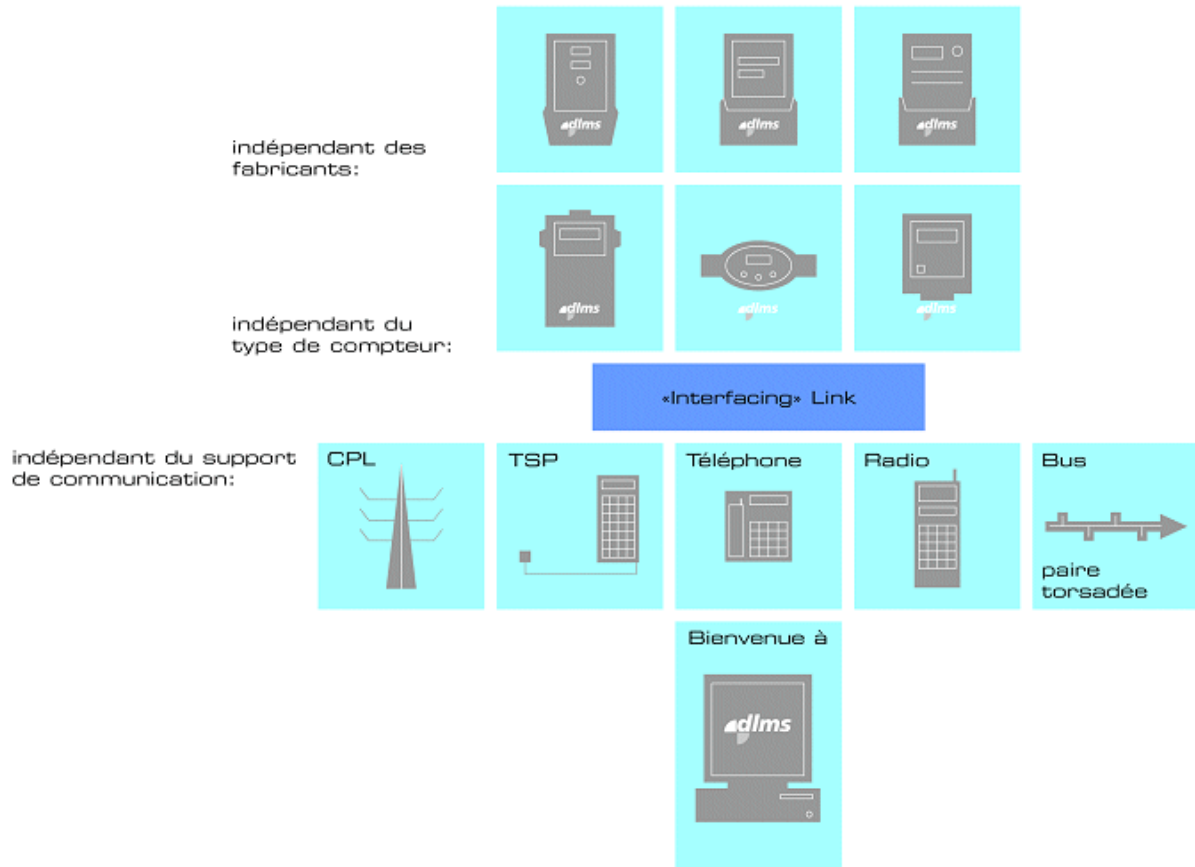 dlms
dlms
dlms
indépendant des
fabricants:
dlms
dlms
dlms
indépendant du
type de compteur:
«Interfacing» Link
indépendant du support
de communication:
CPL
TSP
Téléphone
Radio
Bus
paire
torsadée
Bienvenue à
dlms